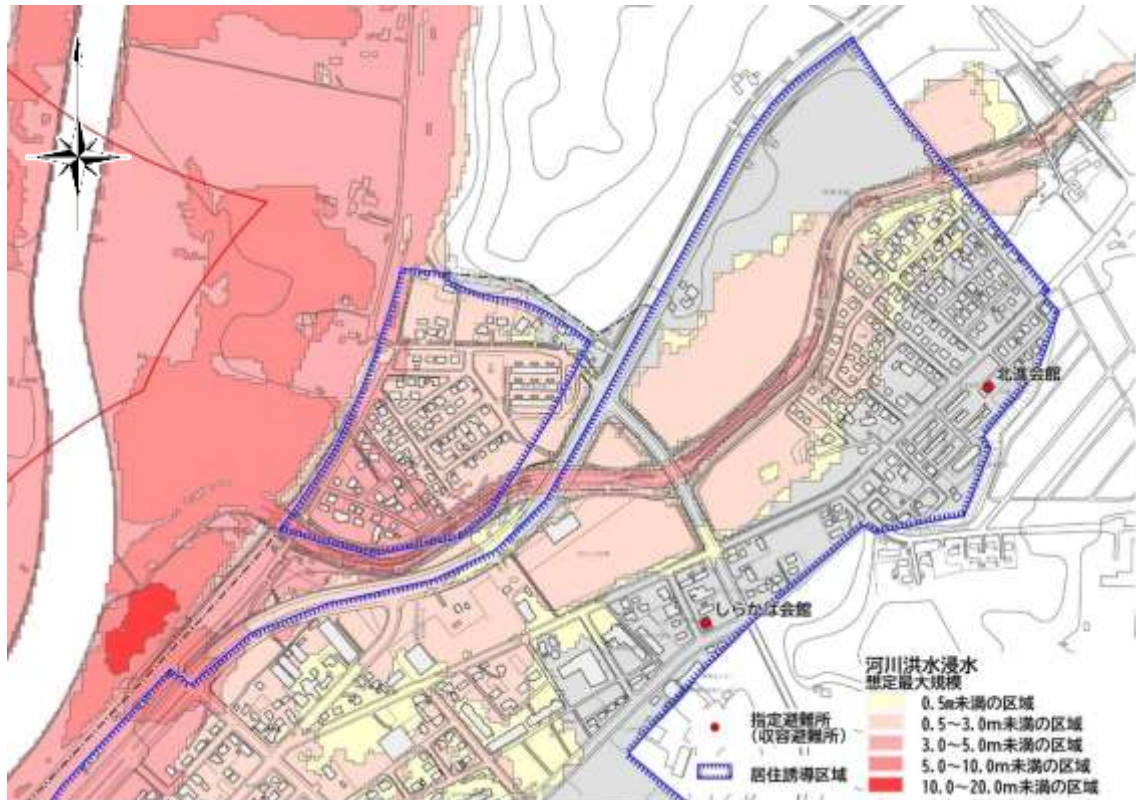 北進会館
しらかば会館
河川洪水浸水
想定最大規模
0.5m未満の区域
0.5～3.0m未満の区域
3.0～5.0m未満の区域
5.0～10.0m未満の区域
10.0～20.0m未満の区域
指定避難所
(収容避難所)
居住誘導区域